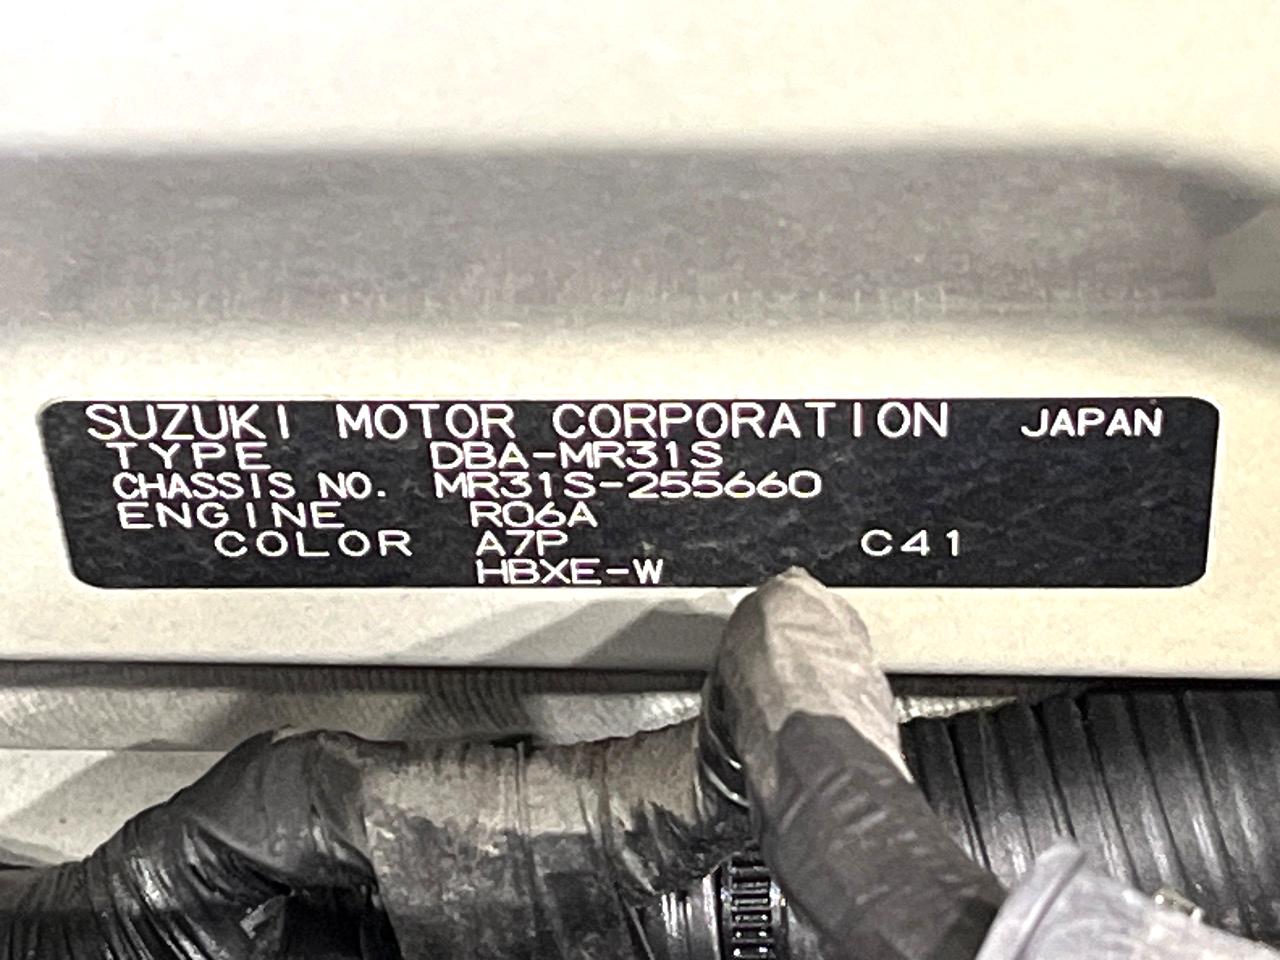 SUZUKI MOTOR CORPORATION JAPAN
TYPE DBA-MR31S
CHASSIS NO. MR31S-255660
ENGINE R06A
COLOR A7P C41
HBXE-W